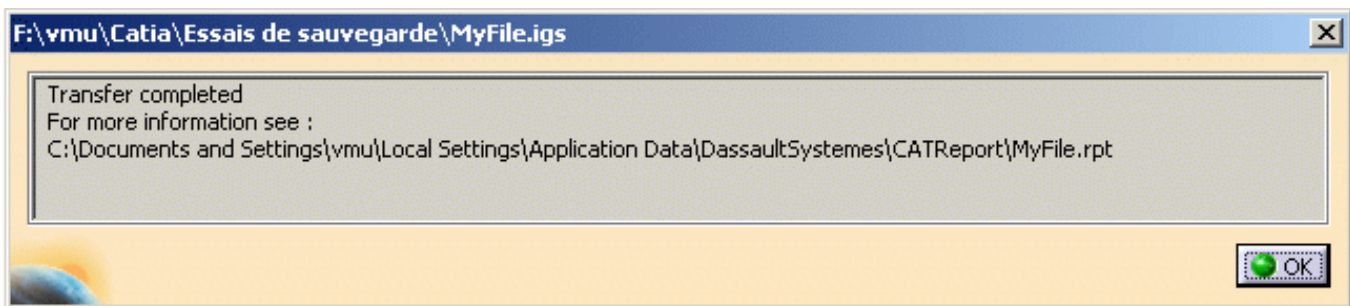 F:\vmu\Catia\Essais de sauvegarde\MyFile.igs
Transfer completed
For more information see :
C:\Documents and Settings\vmu\Local Settings\Application Data\DassaultSystemes\CATReport\MyFile.rpt
OK